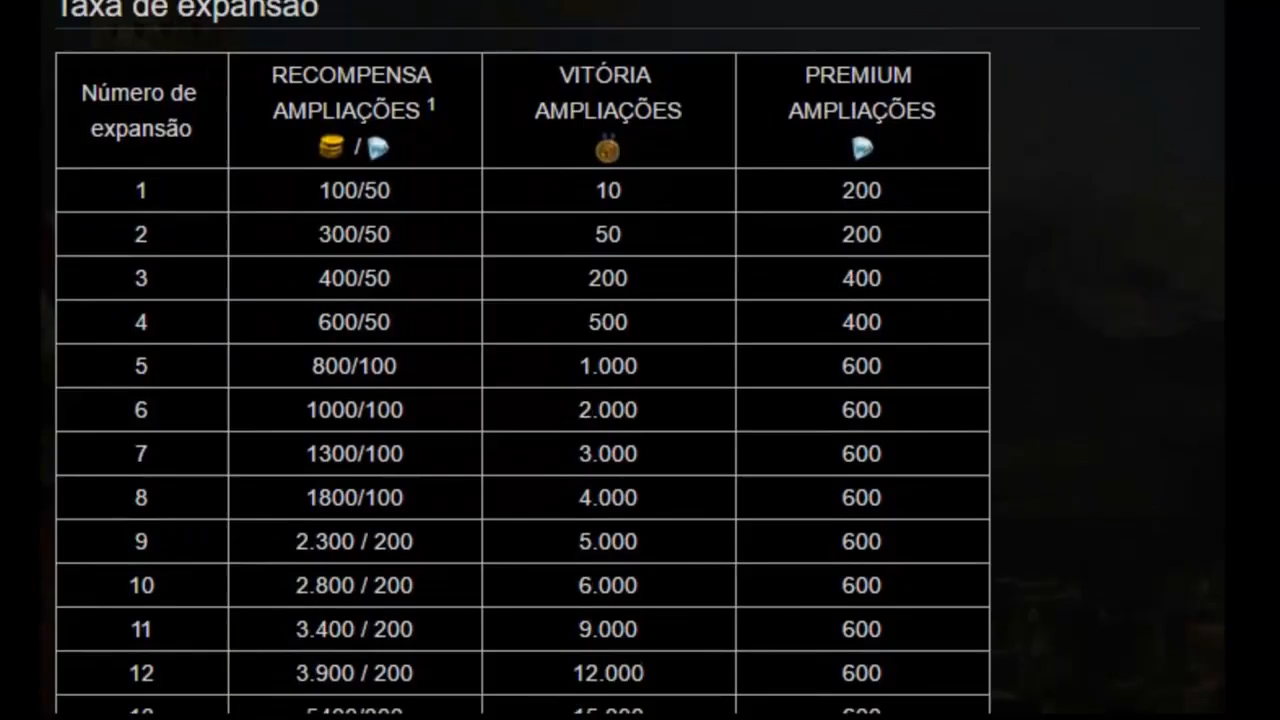 Taxa de expansão
Número de expansão | RECOMPENSA AMPLIAÇÕES 1 / | VITÓRIA AMPLIAÇÕES | PREMIUM AMPLIAÇÕES
1 | 100/50 | 10 | 200
2 | 300/50 | 50 | 200
3 | 400/50 | 200 | 400
4 | 600/50 | 500 | 400
5 | 800/100 | 1.000 | 600
6 | 1000/100 | 2.000 | 600
7 | 1300/100 | 3.000 | 600
8 | 1800/100 | 4.000 | 600
9 | 2.300 / 200 | 5.000 | 600
10 | 2.800 / 200 | 6.000 | 600
11 | 3.400 / 200 | 9.000 | 600
12 | 3.900 / 200 | 12.000 | 600